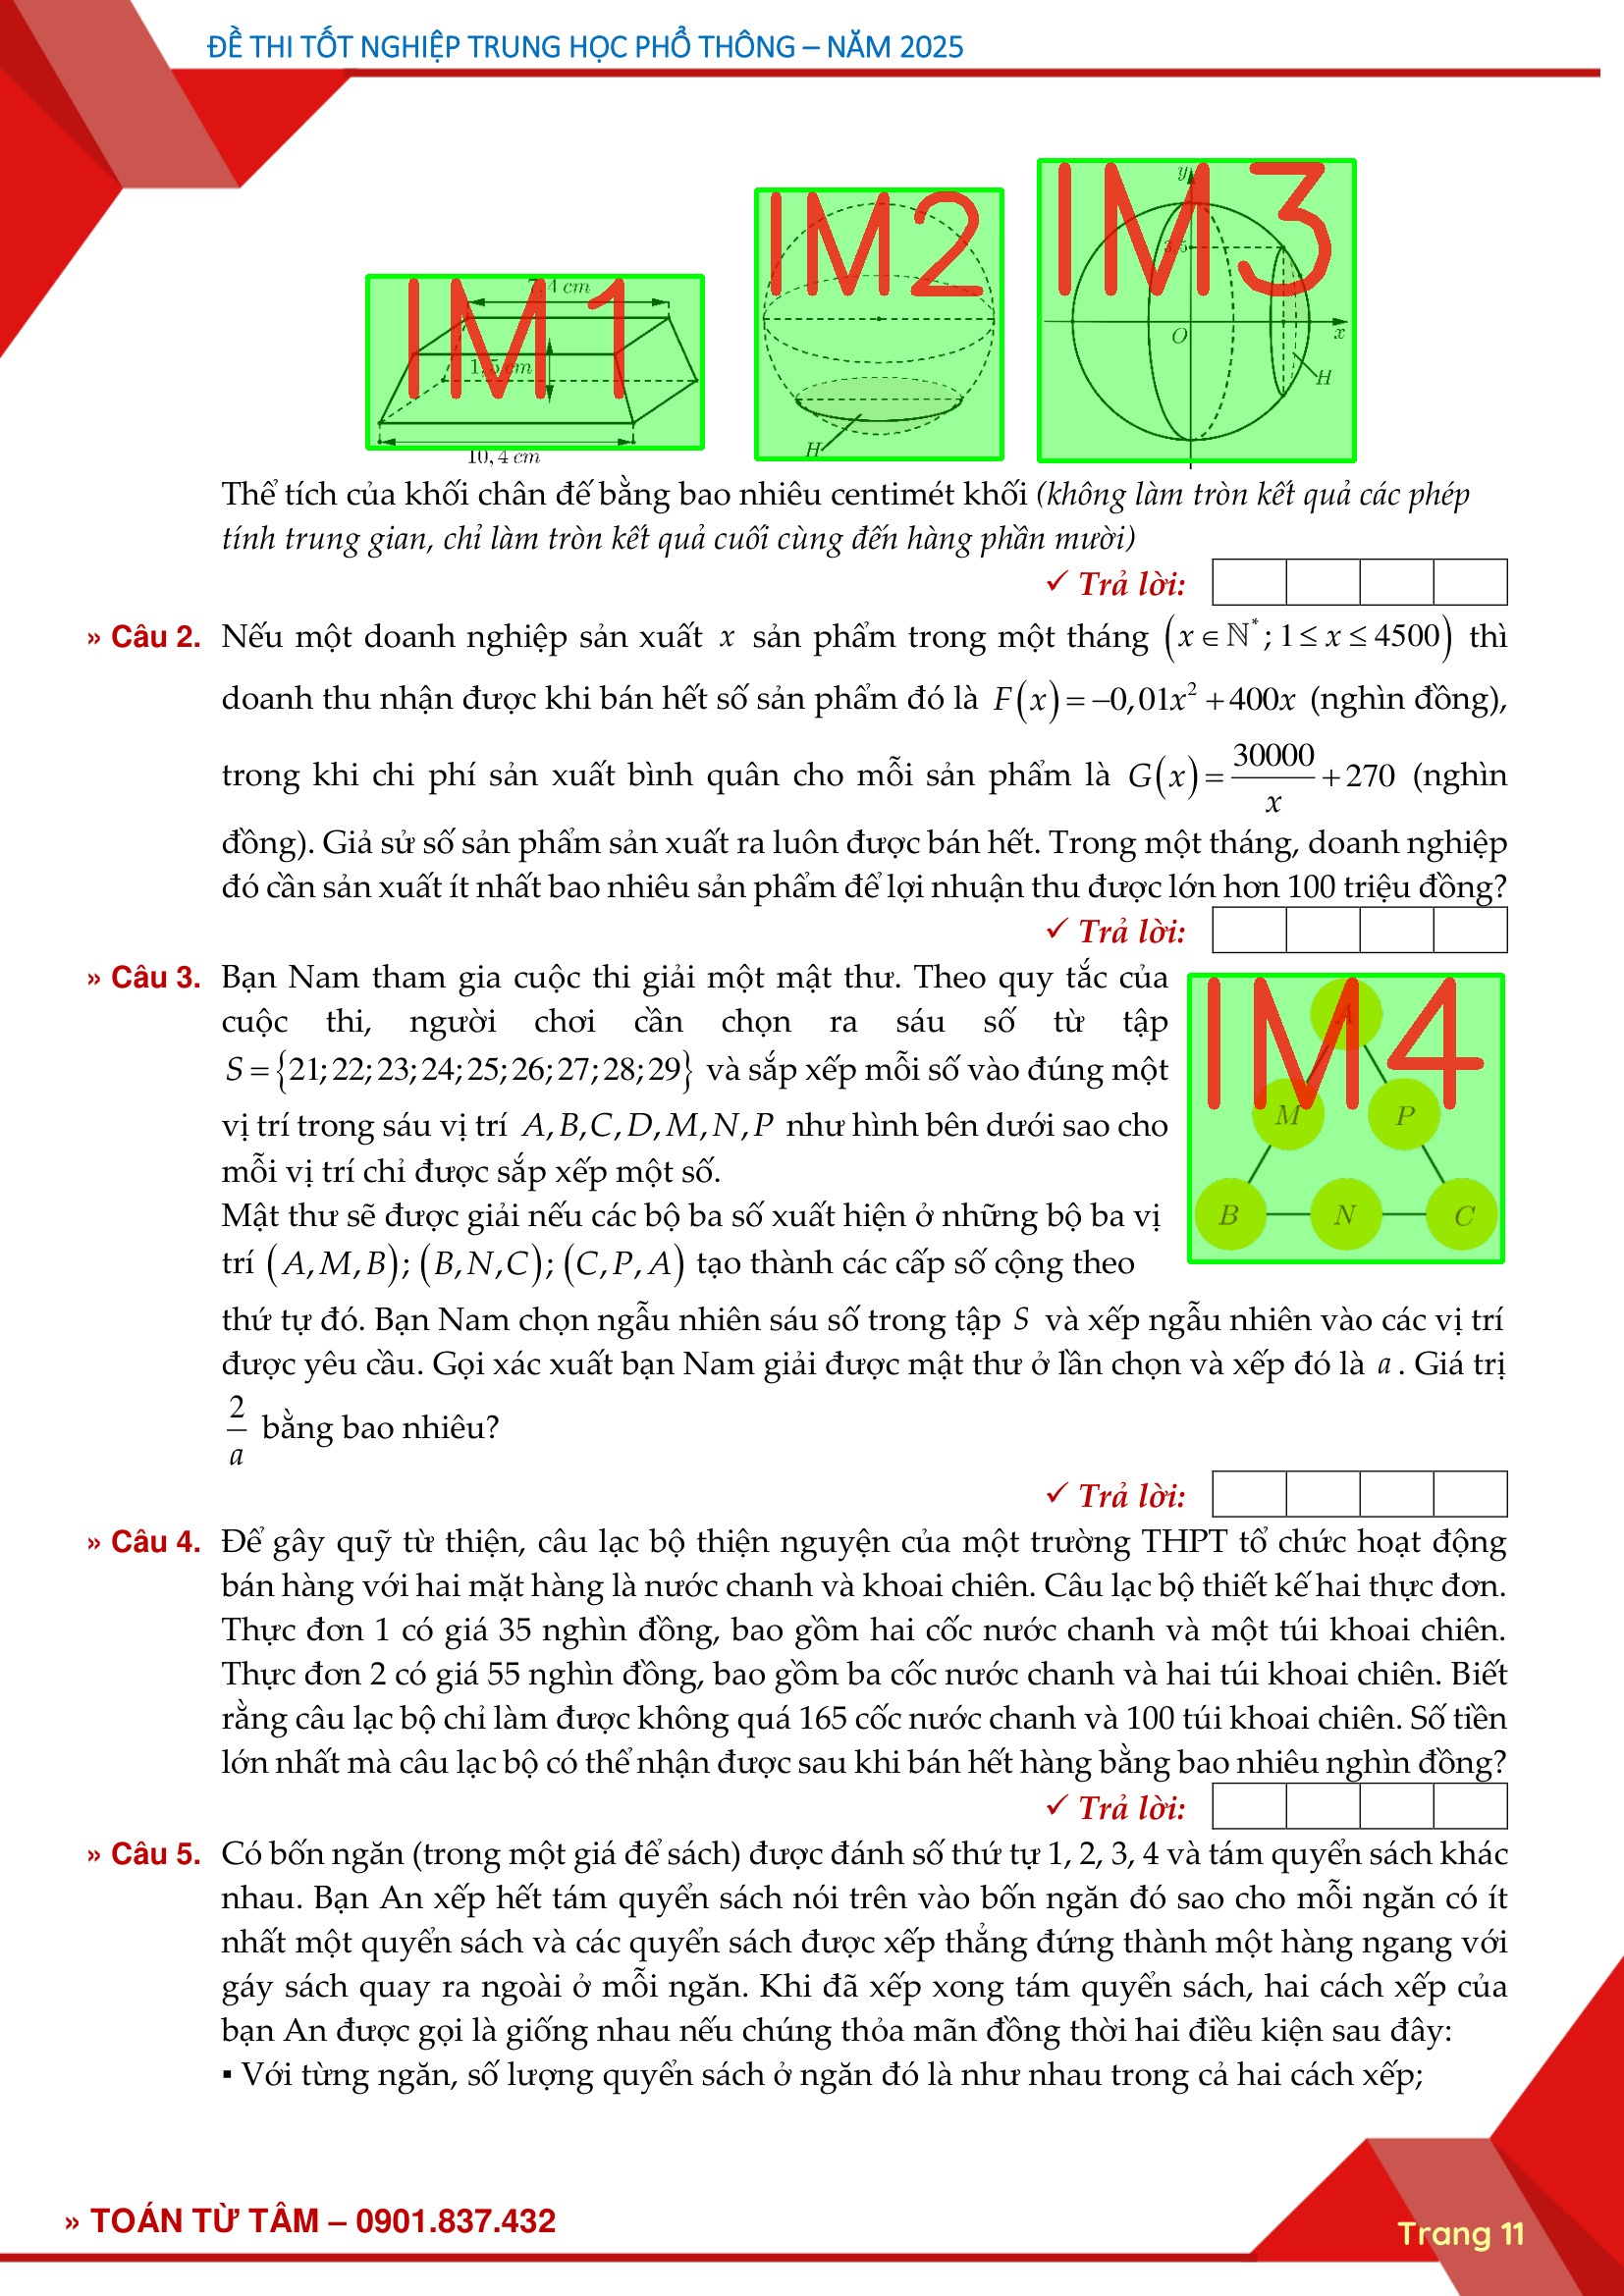 ĐỀ THI TỐT NGHIỆP TRUNG HỌC PHỔ THÔNG – NĂM 2025
IM1
7,4 cm
1,5 cm
10,4 cm
IM2
H
IM3
y
3,5
O
x
H
Thể tích của khối chân đế bằng bao nhiêu centimét khối (không làm tròn kết quả các phép
tính trung gian, chỉ làm tròn kết quả cuối cùng đến hàng phần mười)
✓ Trả lời:
» Câu 2. Nếu một doanh nghiệp sản xuất x sản phẩm trong một tháng (x ∈ ℕ*; 1 ≤ x ≤ 4500) thì
doanh thu nhận được khi bán hết số sản phẩm đó là F(x) = −0,01x² + 400x (nghìn đồng),
trong khi chi phí sản xuất bình quân cho mỗi sản phẩm là G(x) = 30000/x + 270 (nghìn
đồng). Giả sử số sản phẩm sản xuất ra luôn được bán hết. Trong một tháng, doanh nghiệp
đó cần sản xuất ít nhất bao nhiêu sản phẩm để lợi nhuận thu được lớn hơn 100 triệu đồng?
✓ Trả lời:
» Câu 3. Bạn Nam tham gia cuộc thi giải một mật thư. Theo quy tắc của
cuộc thi, người chơi cần chọn ra sáu số từ tập
S = {21; 22; 23; 24; 25; 26; 27; 28; 29} và sắp xếp mỗi số vào đúng một
vị trí trong sáu vị trí A, B, C, D, M, N, P như hình bên dưới sao cho
mỗi vị trí chỉ được sắp xếp một số.
Mật thư sẽ được giải nếu các bộ ba số xuất hiện ở những bộ ba vị
trí (A, M, B); (B, N, C); (C, P, A) tạo thành các cấp số cộng theo
IM4
A
M P
B N C
thứ tự đó. Bạn Nam chọn ngẫu nhiên sáu số trong tập S và xếp ngẫu nhiên vào các vị trí
được yêu cầu. Gọi xác xuất bạn Nam giải được mật thư ở lần chọn và xếp đó là a. Giá trị
2/a bằng bao nhiêu?
✓ Trả lời:
» Câu 4. Để gây quỹ từ thiện, câu lạc bộ thiện nguyện của một trường THPT tổ chức hoạt động
bán hàng với hai mặt hàng là nước chanh và khoai chiên. Câu lạc bộ thiết kế hai thực đơn.
Thực đơn 1 có giá 35 nghìn đồng, bao gồm hai cốc nước chanh và một túi khoai chiên.
Thực đơn 2 có giá 55 nghìn đồng, bao gồm ba cốc nước chanh và hai túi khoai chiên. Biết
rằng câu lạc bộ chỉ làm được không quá 165 cốc nước chanh và 100 túi khoai chiên. Số tiền
lớn nhất mà câu lạc bộ có thể nhận được sau khi bán hết hàng bằng bao nhiêu nghìn đồng?
✓ Trả lời:
» Câu 5. Có bốn ngăn (trong một giá để sách) được đánh số thứ tự 1, 2, 3, 4 và tám quyển sách khác
nhau. Bạn An xếp hết tám quyển sách nói trên vào bốn ngăn đó sao cho mỗi ngăn có ít
nhất một quyển sách và các quyển sách được xếp thẳng đứng thành một hàng ngang với
gáy sách quay ra ngoài ở mỗi ngăn. Khi đã xếp xong tám quyển sách, hai cách xếp của
bạn An được gọi là giống nhau nếu chúng thỏa mãn đồng thời hai điều kiện sau đây:
▪ Với từng ngăn, số lượng quyển sách ở ngăn đó là như nhau trong cả hai cách xếp;
» TOÁN TỪ TÂM – 0901.837.432
Trang 11